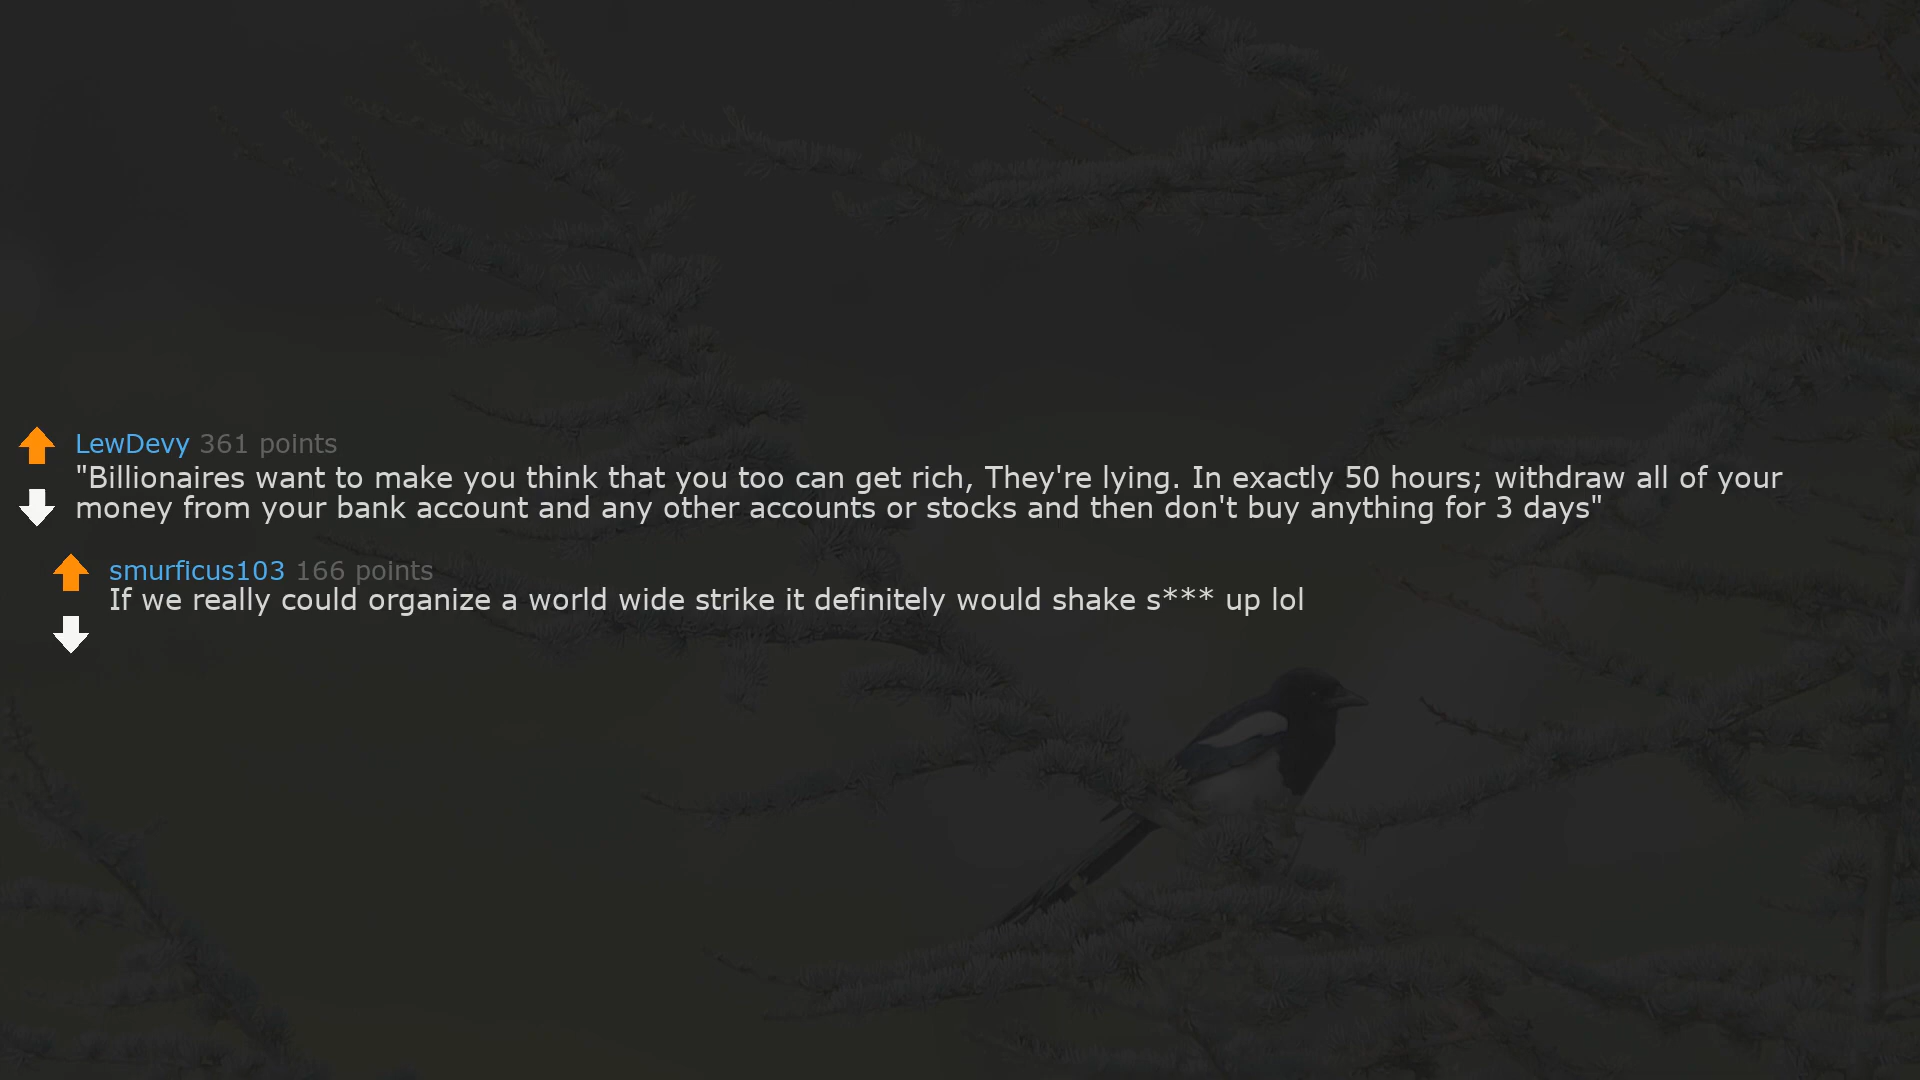 LewDevy 361 points
"Billionaires want to make you think that you too can get rich, They're lying. In exactly 50 hours; withdraw all of your
money from your bank account and any other accounts or stocks and then don't buy anything for 3 days"
smurficus103 166 points
If we really could organize a world wide strike it definitely would shake s*** up lol